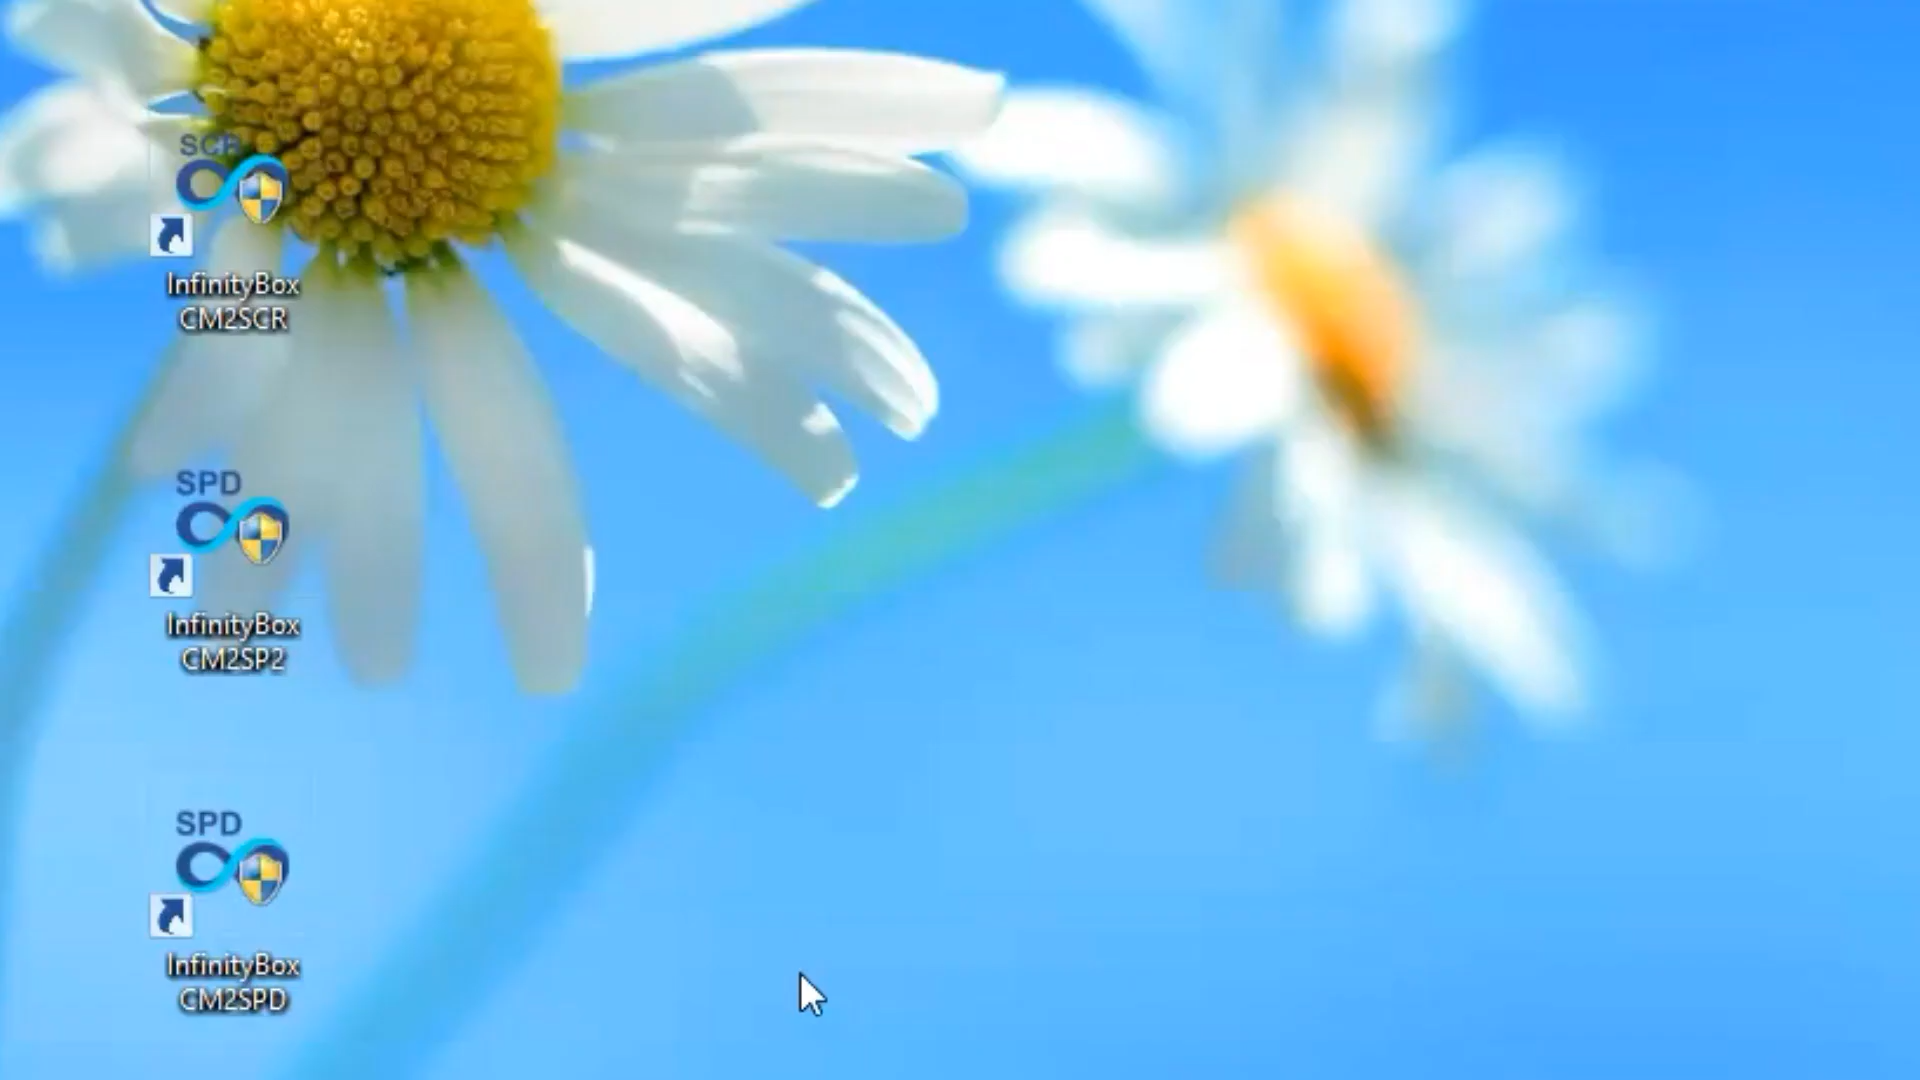 SCR
InfinityBox
CM2SCR
SPD
InfinityBox
CM2SP2
SPD
InfinityBox
CM2SPD